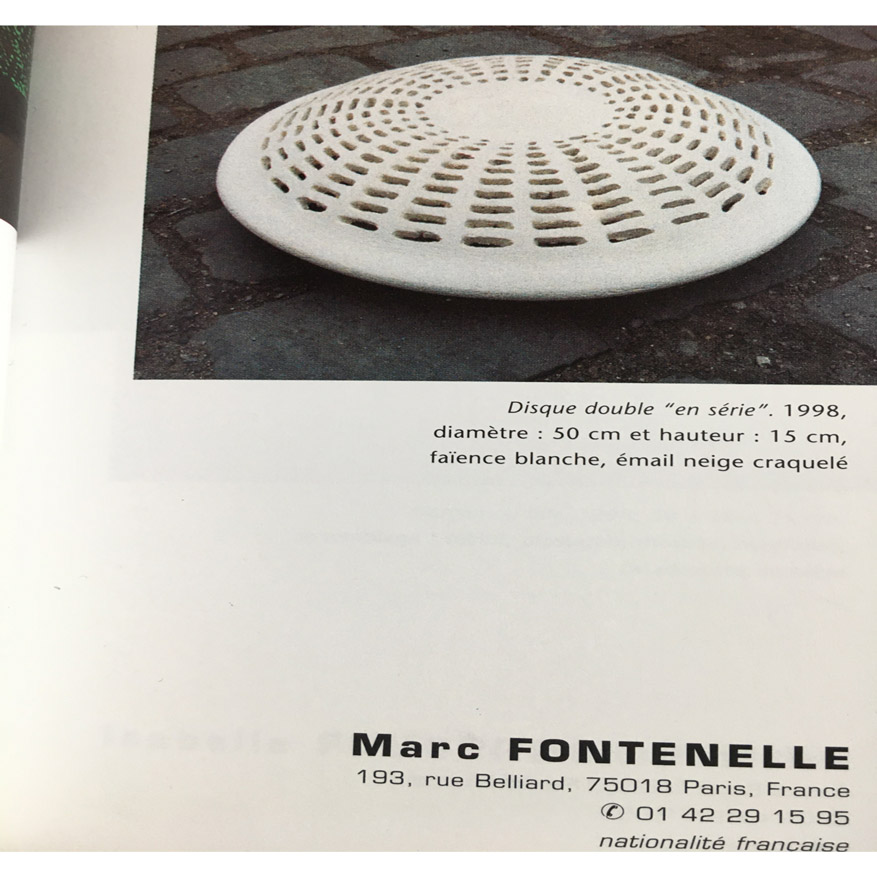 Disque double “en série”. 1998,
diamètre : 50 cm et hauteur : 15 cm,
faïence blanche, émail neige craquelé
Marc FONTENELLE
193, rue Belliard, 75018 Paris, France
✆ 01 42 29 15 95
nationalité française